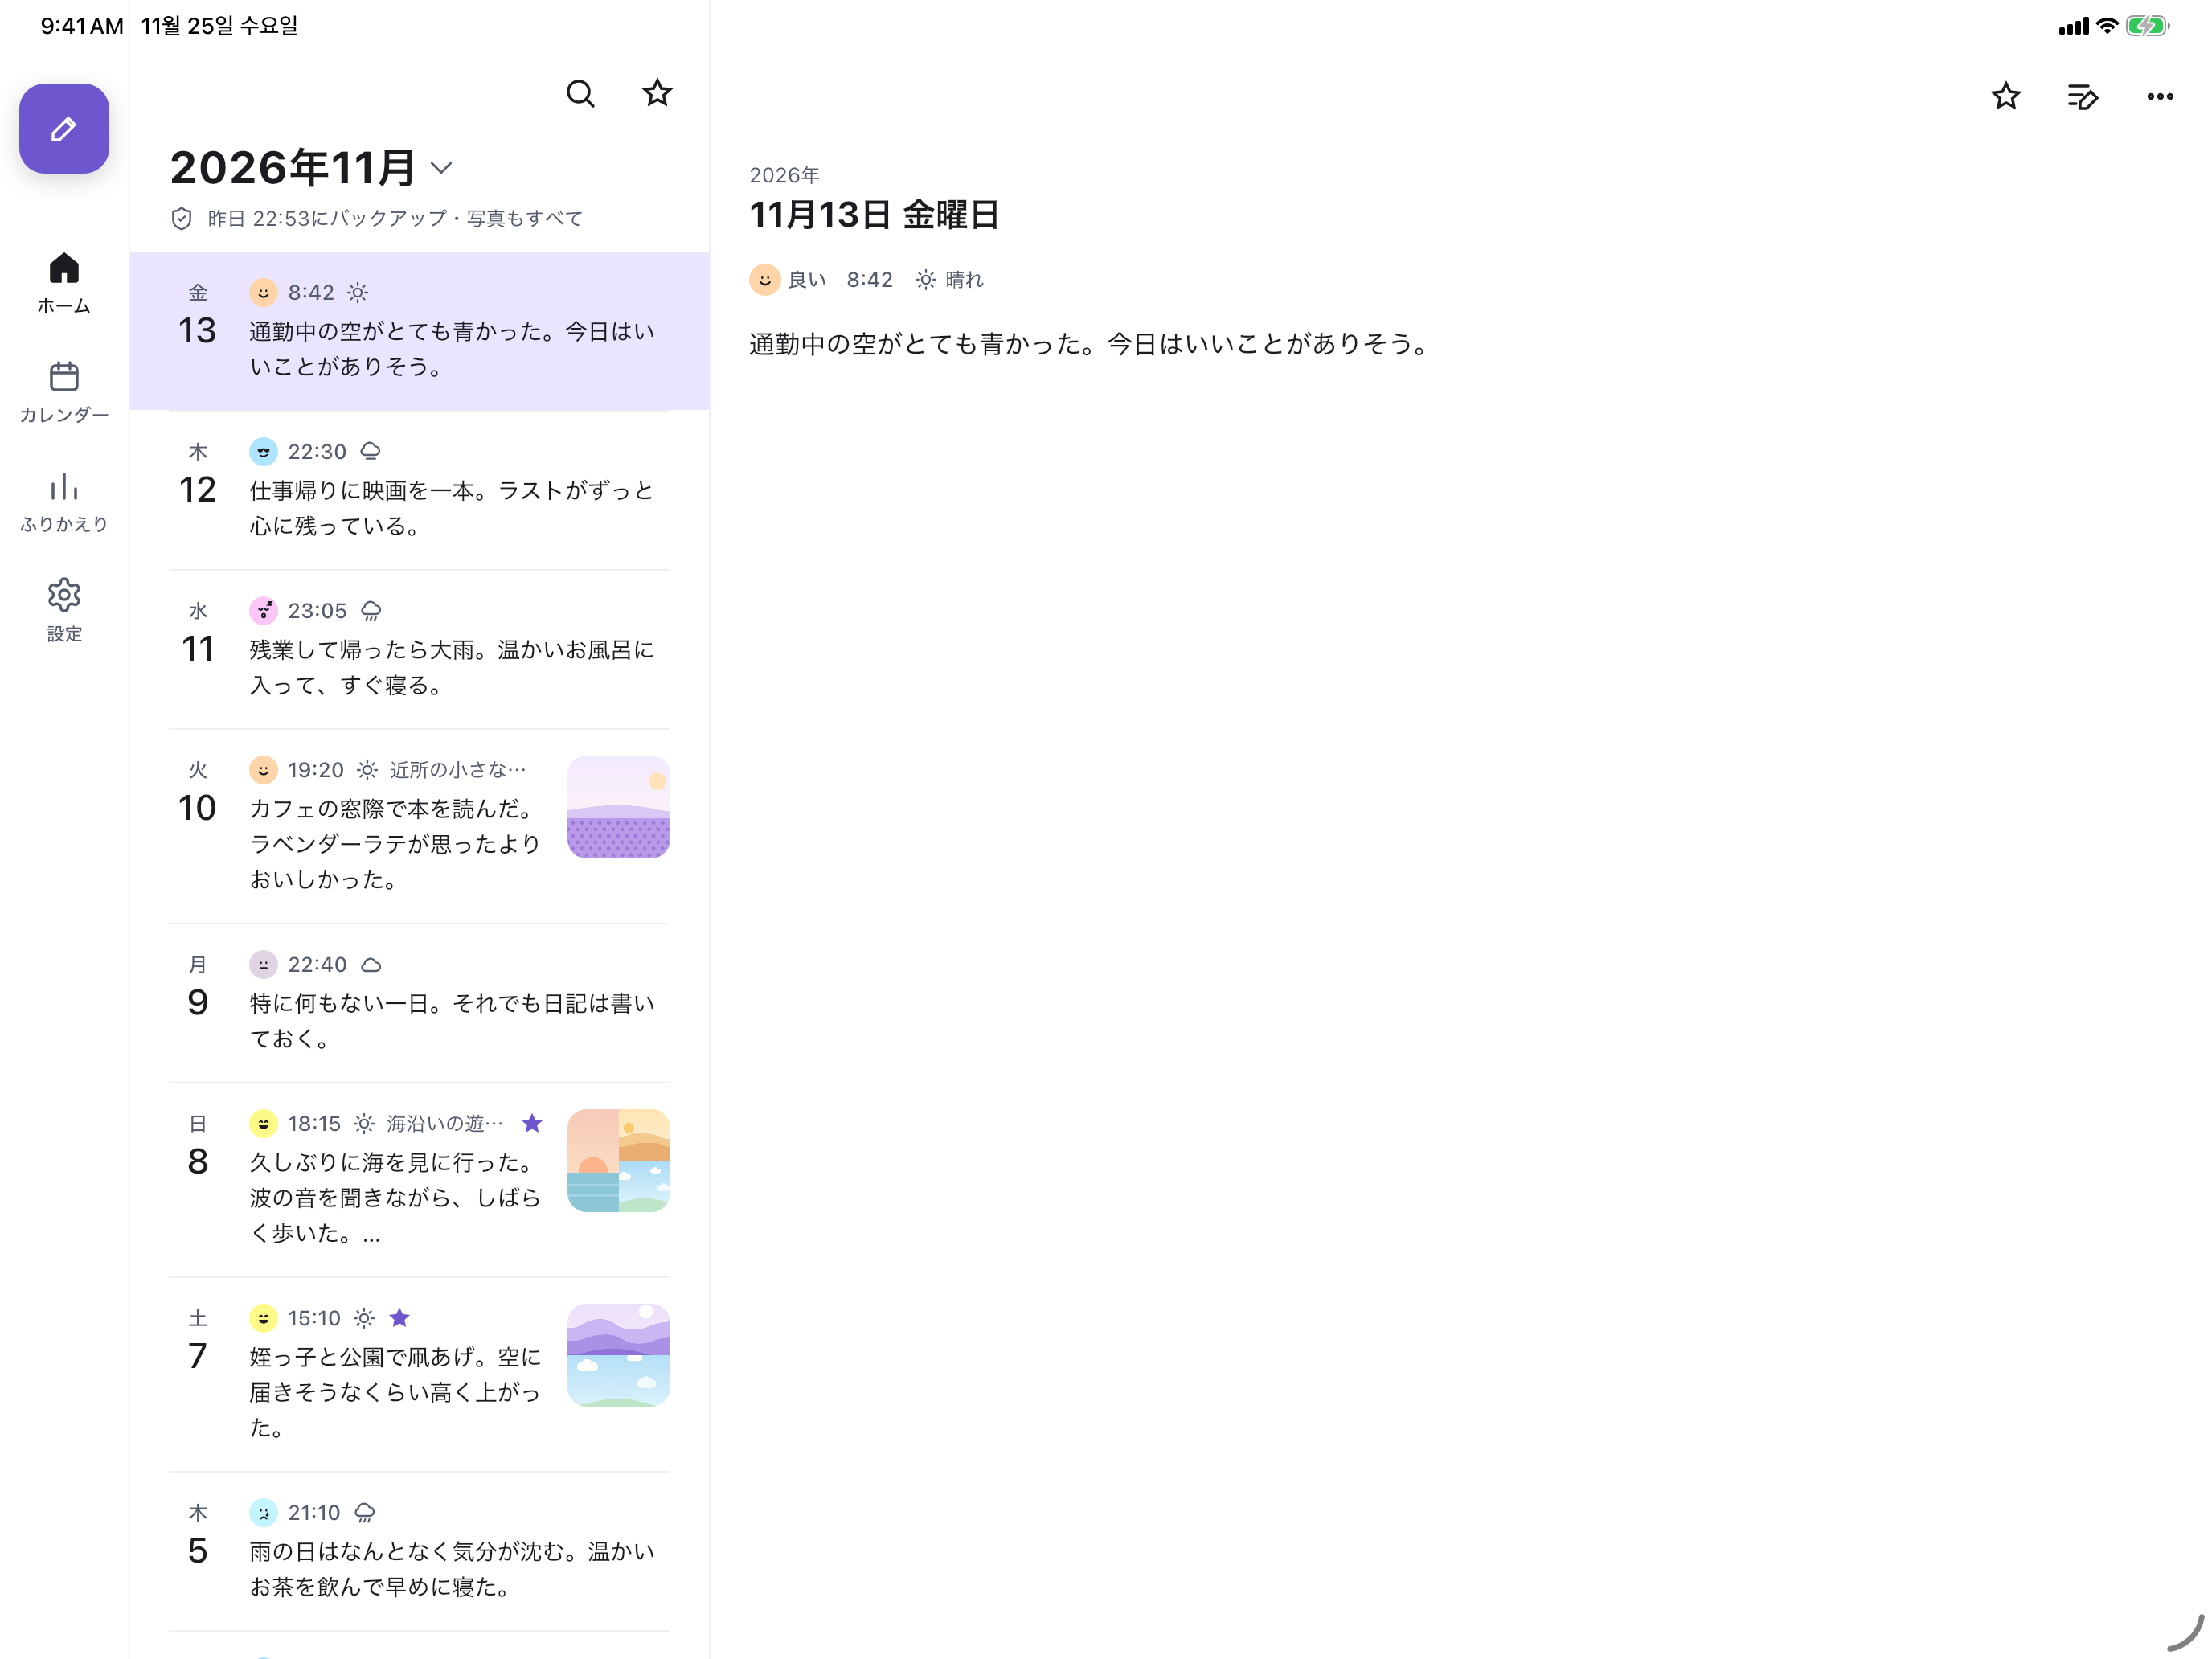 9:41 AM 11월 25일 수요일
ホーム
カレンダー
ふりかえり
設定
2026年11月
昨日 22:53にバックアップ・写真もすべて
金
13
8:42
通勤中の空がとても青かった。今日はい
いことがありそう。
木
12
22:30
仕事帰りに映画を一本。ラストがずっと
心に残っている。
水
11
23:05
残業して帰ったら大雨。温かいお風呂に
入って、すぐ寝る。
火
10
19:20 近所の小さな…
カフェの窓際で本を読んだ。
ラベンダーラテが思ったより
おいしかった。
月
9
22:40
特に何もない一日。それでも日記は書い
ておく。
日
8
18:15 海沿いの遊…
久しぶりに海を見に行った。
波の音を聞きながら、しばら
く歩いた。...
土
7
15:10
姪っ子と公園で凧あげ。空に
届きそうなくらい高く上がっ
た。
木
5
21:10
雨の日はなんとなく気分が沈む。温かい
お茶を飲んで早めに寝た。
2026年
11月13日 金曜日
良い 8:42 晴れ
通勤中の空がとても青かった。今日はいいことがありそう。